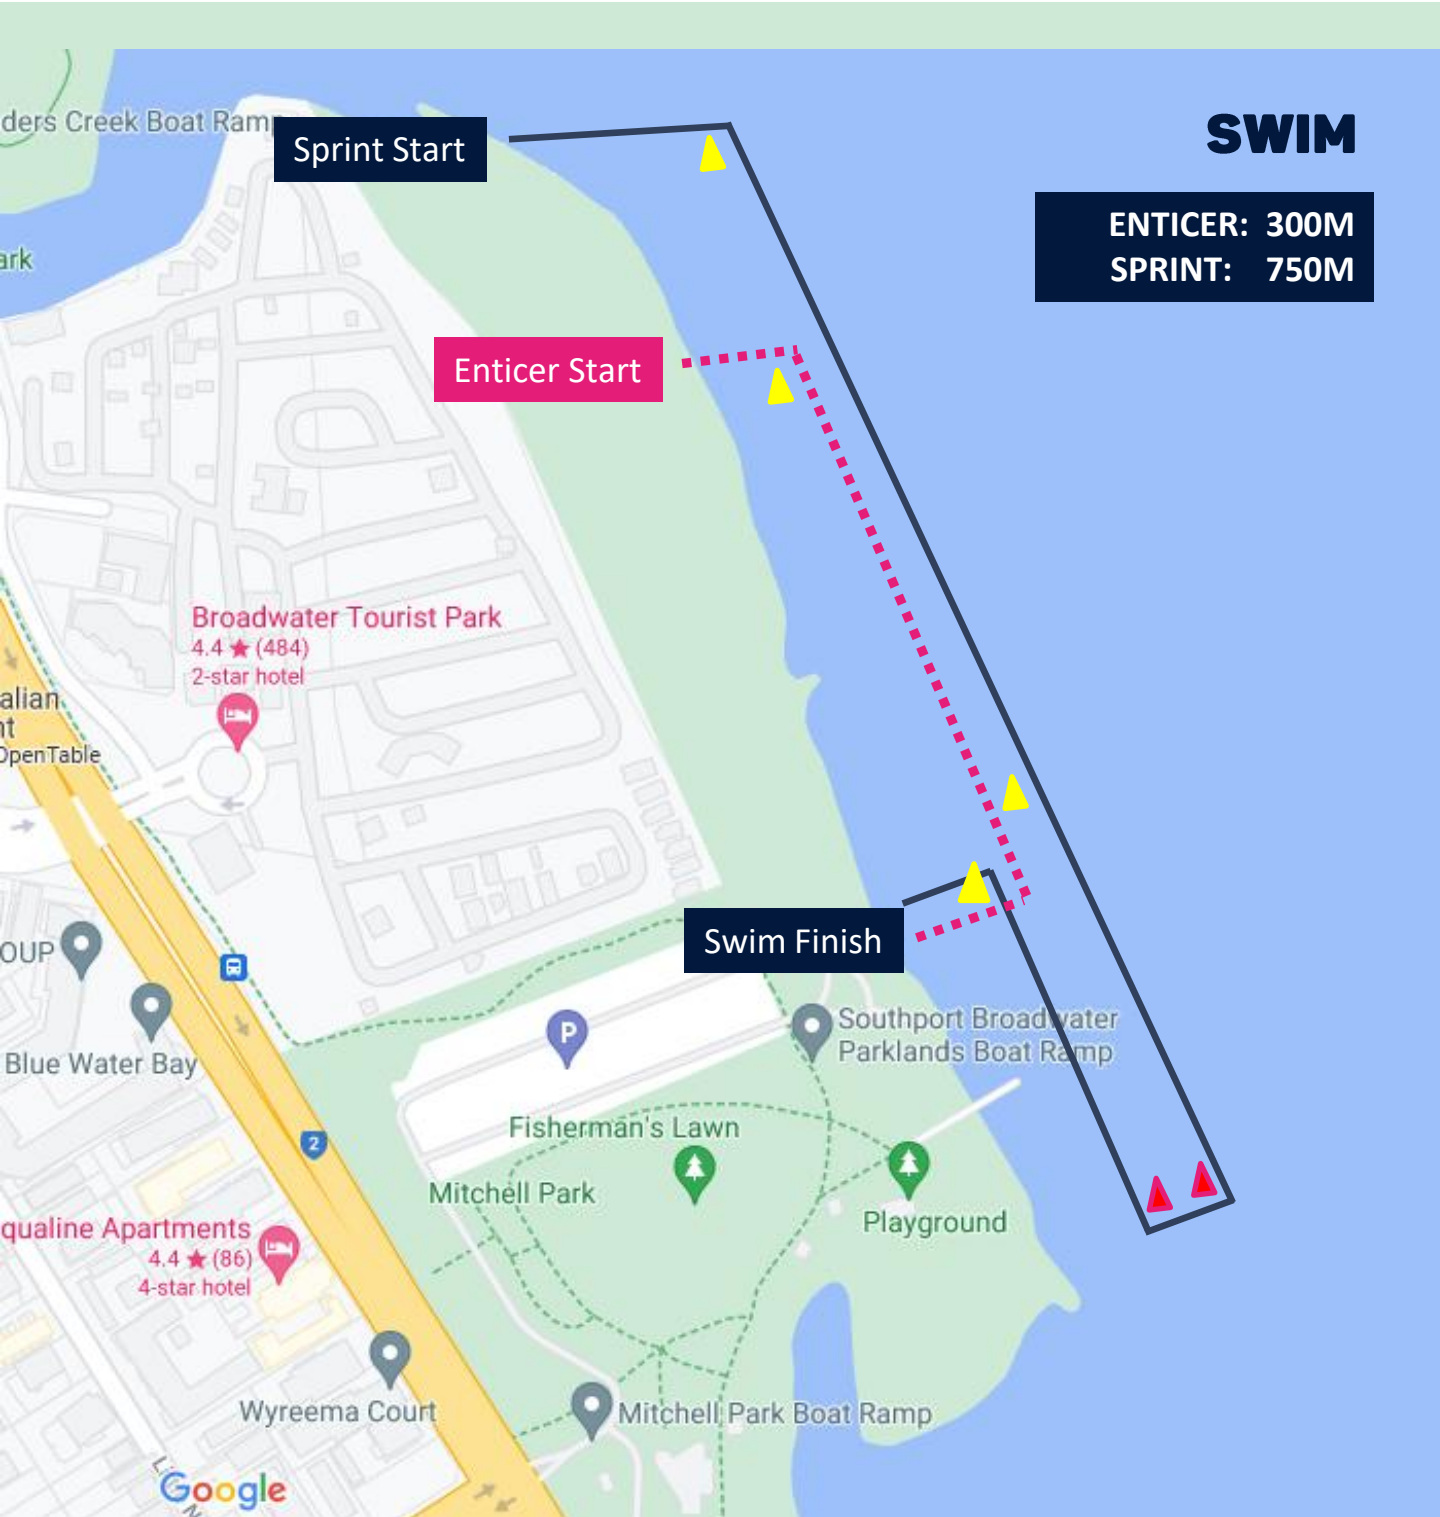 ders Creek Boat Ramp
Sprint Start
SWIM
ENTICER: 300M
SPRINT: 750M
ark
Enticer Start
Broadwater Tourist Park
4.4 ★ (484)
2-star hotel
alian
nt
OpenTable
Swim Finish
OUP
Southport Broadwater
Parklands Boat Ramp
P
Blue Water Bay
2
Fisherman's Lawn
Mitchell Park
Playground
qualine Apartments
4.4 ★ (86)
4-star hotel
Wyreema Court
Mitchell Park Boat Ramp
Google